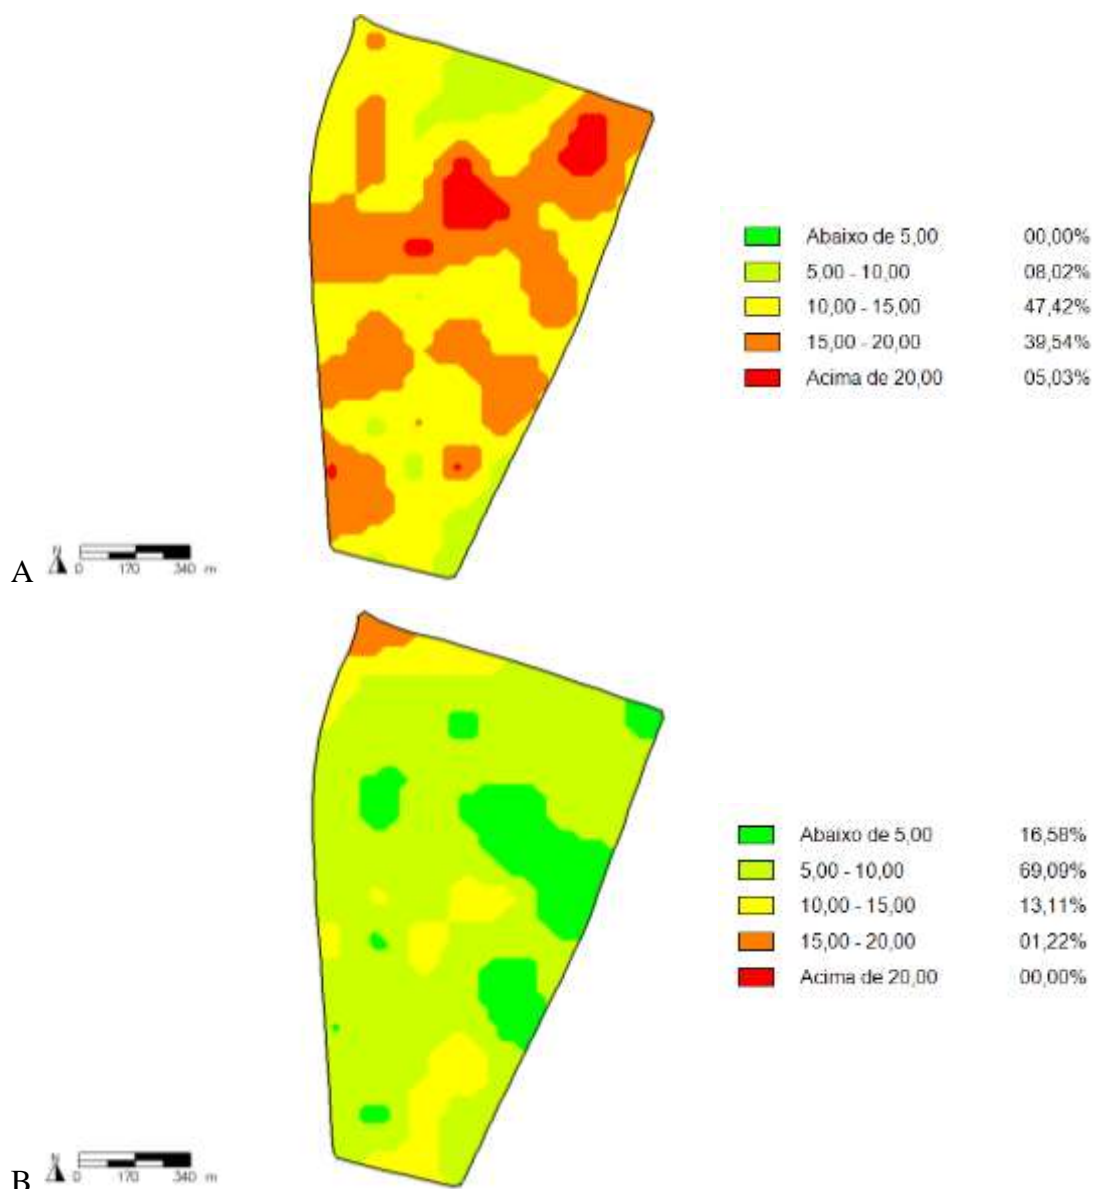 Abaixo de 5,00 00,00%
5,00 - 10,00 08,02%
10,00 - 15,00 47,42%
15,00 - 20,00 39,54%
Acima de 20,00 05,03%
A N 0 170 340 m
Abaixo de 5,00 16,58%
5,00 - 10,00 69,09%
10,00 - 15,00 13,11%
15,00 - 20,00 01,22%
Acima de 20,00 00,00%
B N 0 170 340 m